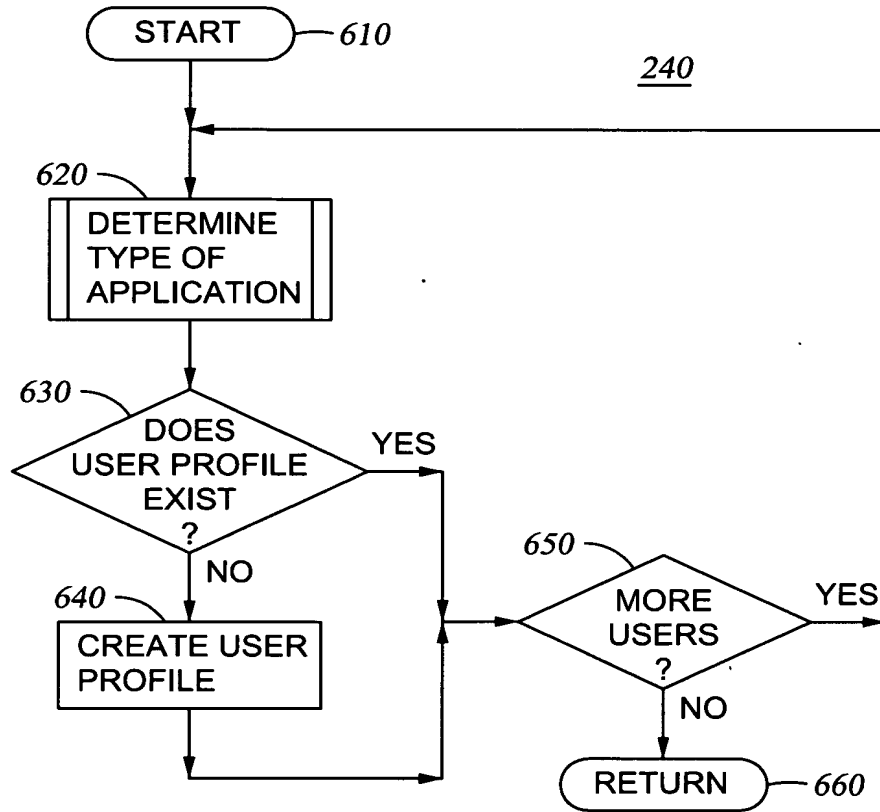 START
610
240
620
DETERMINE
TYPE OF
APPLICATION
630
DOES
USER PROFILE
EXIST
?
YES
NO
640
CREATE USER
PROFILE
650
MORE
USERS
?
YES
NO
RETURN
660